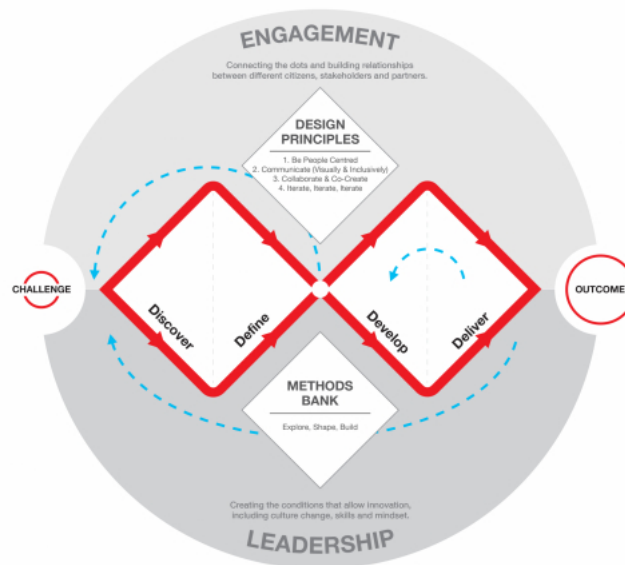 ENGAGEMENT
Connecting the dots and building relationships
between different citizens, stakeholders and partners.
DESIGN
PRINCIPLES
1. Be People Centred
2. Communicate (Visually & Inclusively)
3. Collaborate & Co-Create
4. Iterate, Iterate, Iterate
CHALLENGE
OUTCOME
Discover
Define
Develop
Deliver
METHODS
BANK
Explore, Shape, Build
Creating the conditions that allow innovation,
including culture change, skills and mindset.
LEADERSHIP